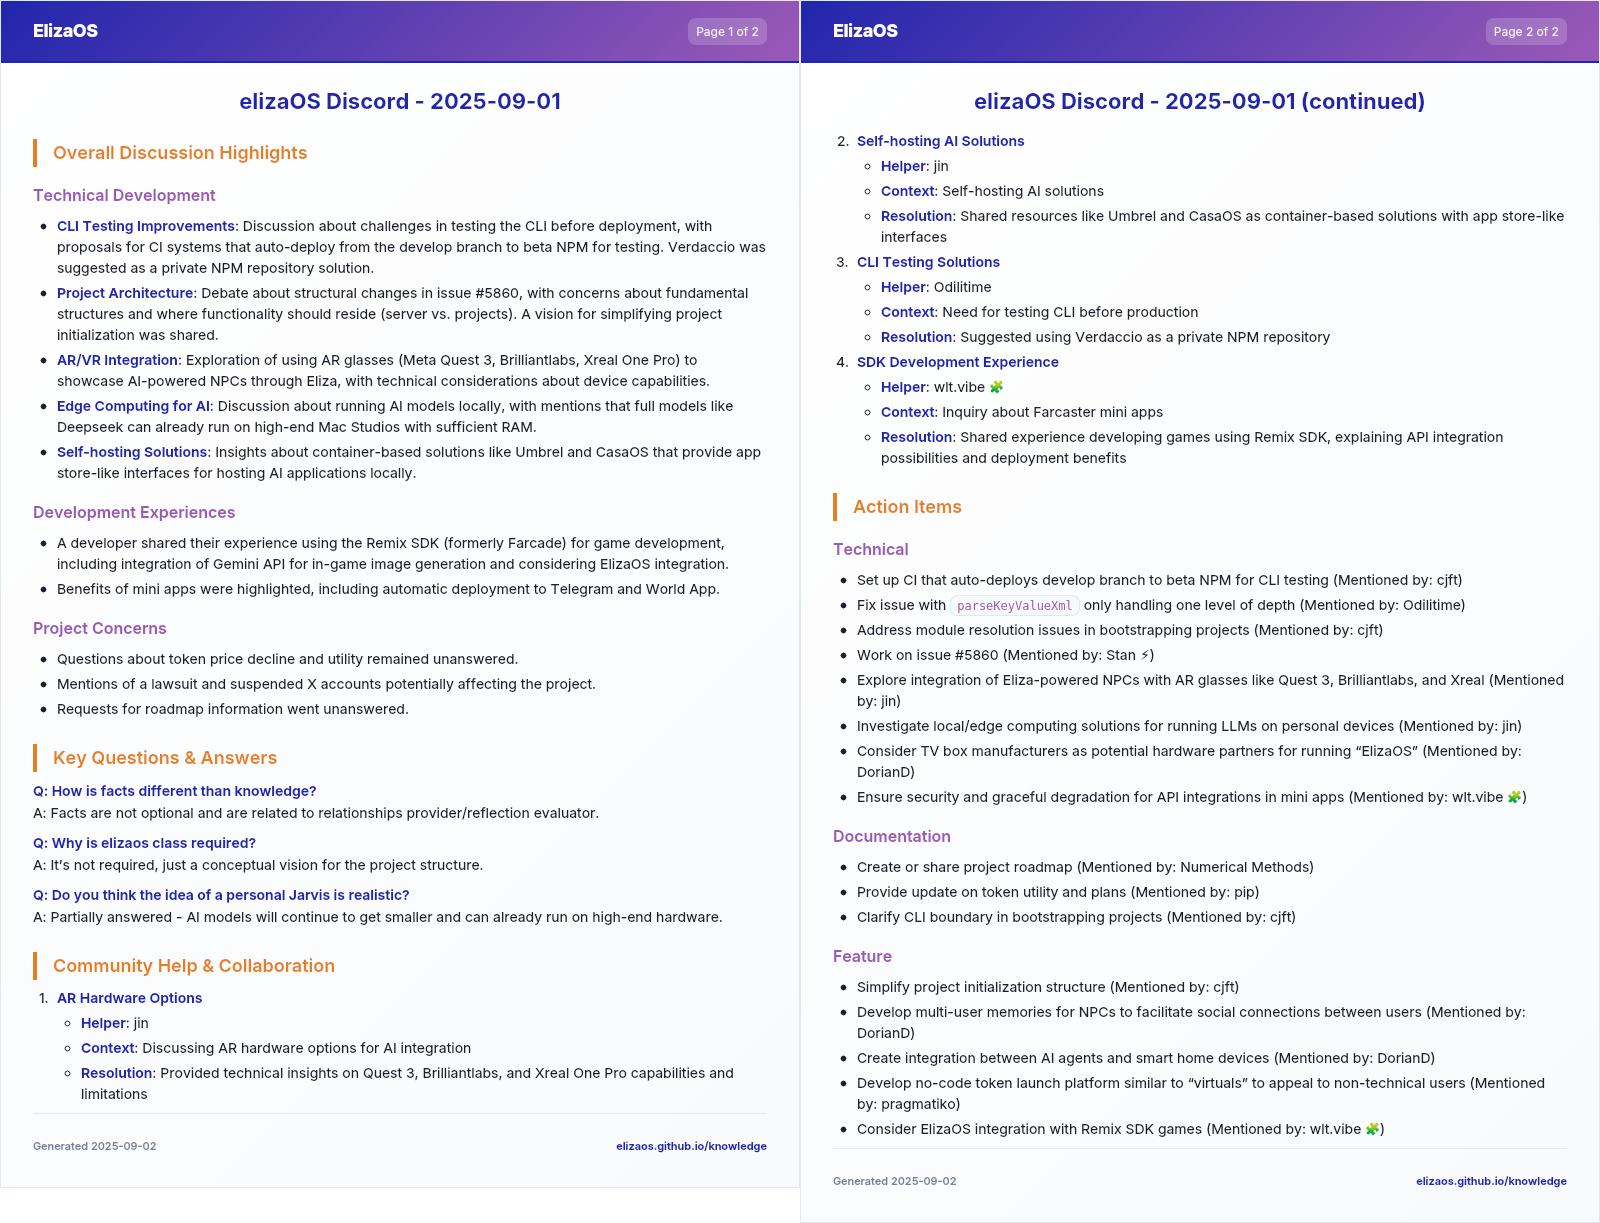 ElizaOS
Page 1 of 2
elizaOS Discord - 2025-09-01
Overall Discussion Highlights
Technical Development
• CLI Testing Improvements: Discussion about challenges in testing the CLI before deployment, with
proposals for CI systems that auto-deploy from the develop branch to beta NPM for testing. Verdaccio was
suggested as a private NPM repository solution.
• Project Architecture: Debate about structural changes in issue #5860, with concerns about fundamental
structures and where functionality should reside (server vs. projects). A vision for simplifying project
initialization was shared.
• AR/VR Integration: Exploration of using AR glasses (Meta Quest 3, Brilliantlabs, Xreal One Pro) to
showcase AI-powered NPCs through Eliza, with technical considerations about device capabilities.
• Edge Computing for AI: Discussion about running AI models locally, with mentions that full models like
Deepseek can already run on high-end Mac Studios with sufficient RAM.
• Self-hosting Solutions: Insights about container-based solutions like Umbrel and CasaOS that provide app
store-like interfaces for hosting AI applications locally.
Development Experiences
• A developer shared their experience using the Remix SDK (formerly Farcade) for game development,
including integration of Gemini API for in-game image generation and considering ElizaOS integration.
• Benefits of mini apps were highlighted, including automatic deployment to Telegram and World App.
Project Concerns
• Questions about token price decline and utility remained unanswered.
• Mentions of a lawsuit and suspended X accounts potentially affecting the project.
• Requests for roadmap information went unanswered.
Key Questions & Answers
Q: How is facts different than knowledge?
A: Facts are not optional and are related to relationships provider/reflection evaluator.
Q: Why is elizaos class required?
A: It's not required, just a conceptual vision for the project structure.
Q: Do you think the idea of a personal Jarvis is realistic?
A: Partially answered - AI models will continue to get smaller and can already run on high-end hardware.
Community Help & Collaboration
1. AR Hardware Options
○ Helper: jin
○ Context: Discussing AR hardware options for AI integration
○ Resolution: Provided technical insights on Quest 3, Brilliantlabs, and Xreal One Pro capabilities and
limitations
Generated 2025-09-02
elizaos.github.io/knowledge
ElizaOS
Page 2 of 2
elizaOS Discord - 2025-09-01 (continued)
2. Self-hosting AI Solutions
○ Helper: jin
○ Context: Self-hosting AI solutions
○ Resolution: Shared resources like Umbrel and CasaOS as container-based solutions with app store-like
interfaces
3. CLI Testing Solutions
○ Helper: Odilitime
○ Context: Need for testing CLI before production
○ Resolution: Suggested using Verdaccio as a private NPM repository
4. SDK Development Experience
○ Helper: wlt.vibe 🧩
○ Context: Inquiry about Farcaster mini apps
○ Resolution: Shared experience developing games using Remix SDK, explaining API integration
possibilities and deployment benefits
Action Items
Technical
• Set up CI that auto-deploys develop branch to beta NPM for CLI testing (Mentioned by: cjft)
• Fix issue with parseKeyValueXml only handling one level of depth (Mentioned by: Odilitime)
• Address module resolution issues in bootstrapping projects (Mentioned by: cjft)
• Work on issue #5860 (Mentioned by: Stan ⚡)
• Explore integration of Eliza-powered NPCs with AR glasses like Quest 3, Brilliantlabs, and Xreal (Mentioned
by: jin)
• Investigate local/edge computing solutions for running LLMs on personal devices (Mentioned by: jin)
• Consider TV box manufacturers as potential hardware partners for running “ElizaOS” (Mentioned by:
DorianD)
• Ensure security and graceful degradation for API integrations in mini apps (Mentioned by: wlt.vibe 🧩)
Documentation
• Create or share project roadmap (Mentioned by: Numerical Methods)
• Provide update on token utility and plans (Mentioned by: pip)
• Clarify CLI boundary in bootstrapping projects (Mentioned by: cjft)
Feature
• Simplify project initialization structure (Mentioned by: cjft)
• Develop multi-user memories for NPCs to facilitate social connections between users (Mentioned by:
DorianD)
• Create integration between AI agents and smart home devices (Mentioned by: DorianD)
• Develop no-code token launch platform similar to “virtuals” to appeal to non-technical users (Mentioned
by: pragmatiko)
• Consider ElizaOS integration with Remix SDK games (Mentioned by: wlt.vibe 🧩)
Generated 2025-09-02
elizaos.github.io/knowledge